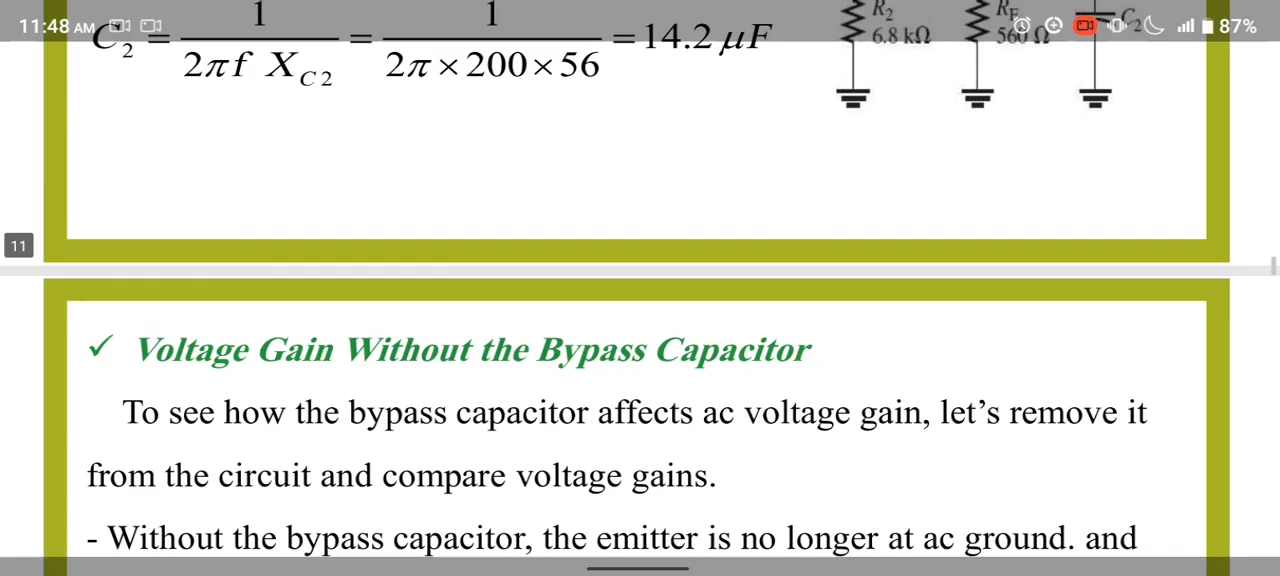 11:48 AM 87%
C2 = 1 / 2πf XC2 = 1 / 2π × 200 × 56 = 14.2 μF
R2
6.8 kΩ
RE
560 Ω
C2
11
✓ Voltage Gain Without the Bypass Capacitor
To see how the bypass capacitor affects ac voltage gain, let’s remove it
from the circuit and compare voltage gains.
- Without the bypass capacitor, the emitter is no longer at ac ground. and